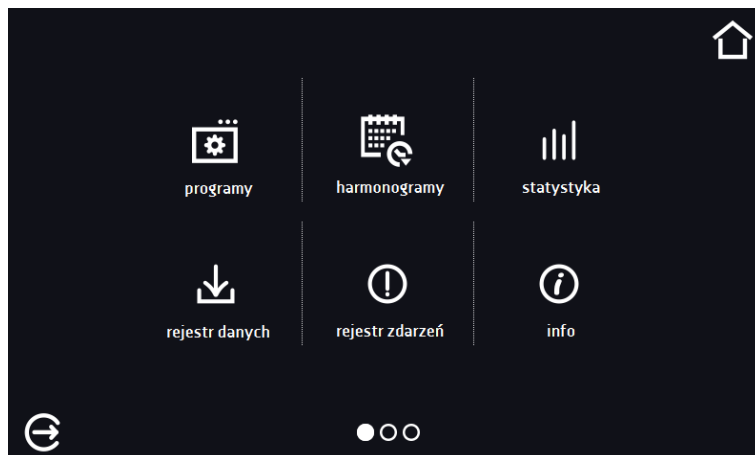 programy
harmonogramy
statystyka
rejestr danych
rejestr zdarzeń
info